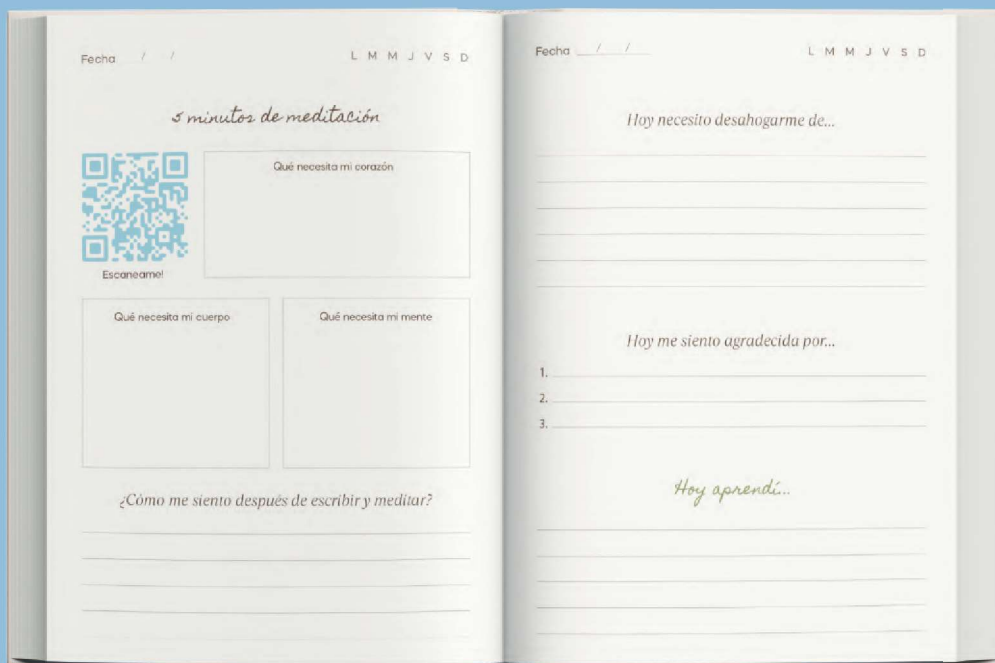 Fecha / /
L M M J V S D
5 minutos de meditación
Qué necesita mi corazón
Escaneame!
Qué necesita mi cuerpo
Qué necesita mi mente
¿Cómo me siento después de escribir y meditar?
Fecha / /
L M M J V S D
Hoy necesito desahogarme de...
Hoy me siento agradecida por...
1.
2.
3.
Hoy aprendí...